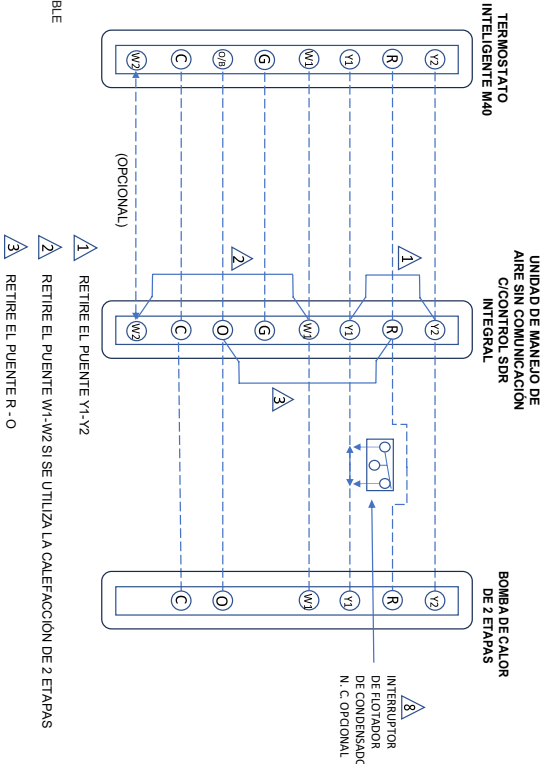 TERMOSTATO
INTELIGENTE M40
Y2
R
Y1
W1
G
O/B
C
W2
(OPCIONAL)
UNIDAD DE MANEJO DE
AIRE SIN COMUNICACIÓN
C/CONTROL SDR
INTEGRAL
1
2
3
Y2
R
Y1
W1
G
O
C
W2
BOMBA DE CALOR
DE 2 ETAPAS
Y2
R
Y1
W1
O
C
8
INTERRUPTOR
DE FLOTADOR
DE CONDENSADO
N. C. OPCIONAL
1 RETIRE EL PUENTE Y1-Y2
2 RETIRE EL PUENTE W1-W2 SI SE UTILIZA LA CALEFACCIÓN DE 2 ETAPAS
3 RETIRE EL PUENTE R - O
BLE